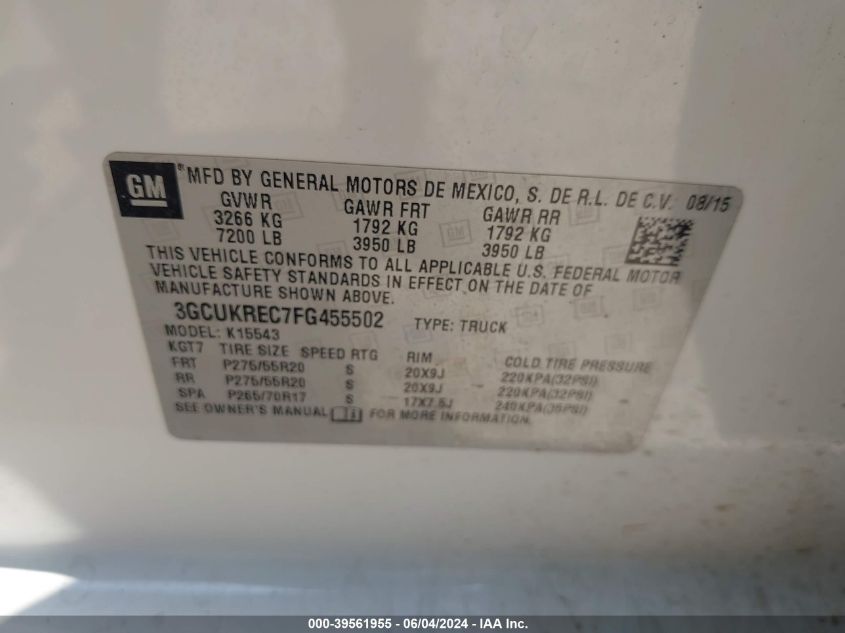 GM ® MFD BY GENERAL MOTORS DE MEXICO, S. DE R.L. DE C.V. 08/15
GVWR GAWR FRT GAWR RR
3266 KG 1792 KG 1792 KG
7200 LB 3950 LB 3950 LB
THIS VEHICLE CONFORMS TO ALL APPLICABLE U.S. FEDERAL MOTOR
VEHICLE SAFETY STANDARDS IN EFFECT ON THE DATE OF
MANUFACTURE SHOWN ABOVE.
3GCUKREC7FG455502 TYPE: TRUCK
MODEL: K15543
KGT7 TIRE SIZE SPEED RTG RIM COLD TIRE PRESSURE
FRT P275/55R20 S 20X9J 220KPA(32PSI)
RR P275/55R20 S 20X9J 220KPA(32PSI)
SPA P265/70R17 S 17X7.5J 240KPA(35PSI)
SEE OWNER'S MANUAL FOR MORE INFORMATION.
000-39561955 - 06/04/2024 - IAA Inc.